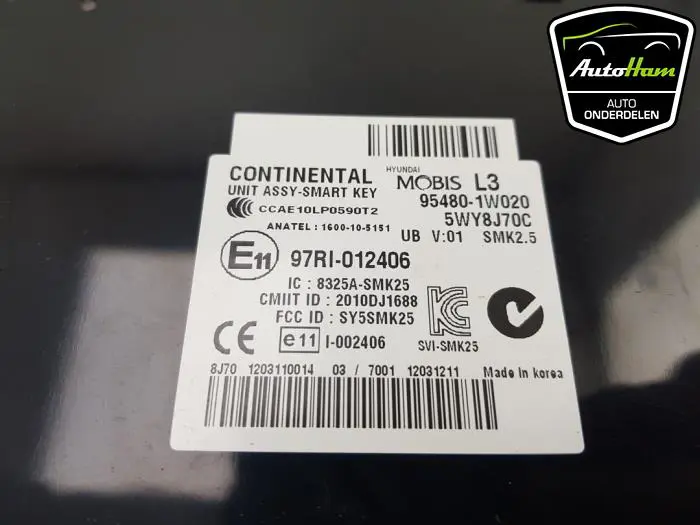 AutoHam
AUTO
ONDERDELEN
CONTINENTAL HYUNDAI MOBIS L3
UNIT ASSY-SMART KEY 95480-1W020
CCC CCAE10LP0590T2 5WY8J70C
ANATEL : 1600-10-5151 UB V:01 SMK2.5
E11 97RI-012406
IC : 8325A-SMK25
CMIIT ID : 2010DJ1688
FCC ID : SY5SMK25
CE e11 I-002406 SVI-SMK25
8J70 1203110014 03 / 7001 12031211 Made in korea